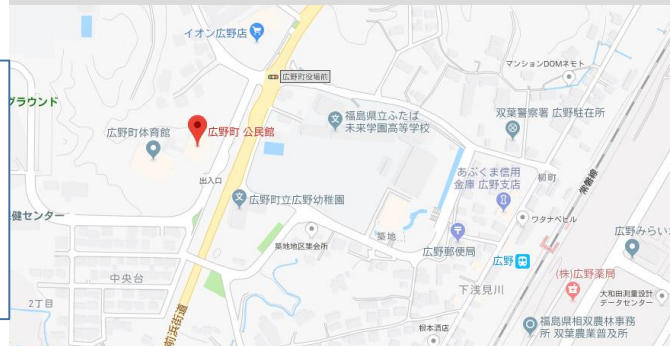 イオン広野店
マンションDOMネモト
広野町役場前
グラウンド
福島県立ふたば
未来学園高等学校
双葉警察署 広野駐在所
広野町体育館
広野町 公民館
出入口
あぶくま信用
金庫 広野支店
柳町
常磐線
広野町立広野幼稚園
健センター
ワタナベビル
築地地区集会所
築地
広野郵便局
広野みらい
広野
中央台
(株)広野薬局
下浅見川
2丁目
大和田測量設計
データセンター
前浜街道
根本酒店
福島県相双農林事務
所 双葉農業普及所